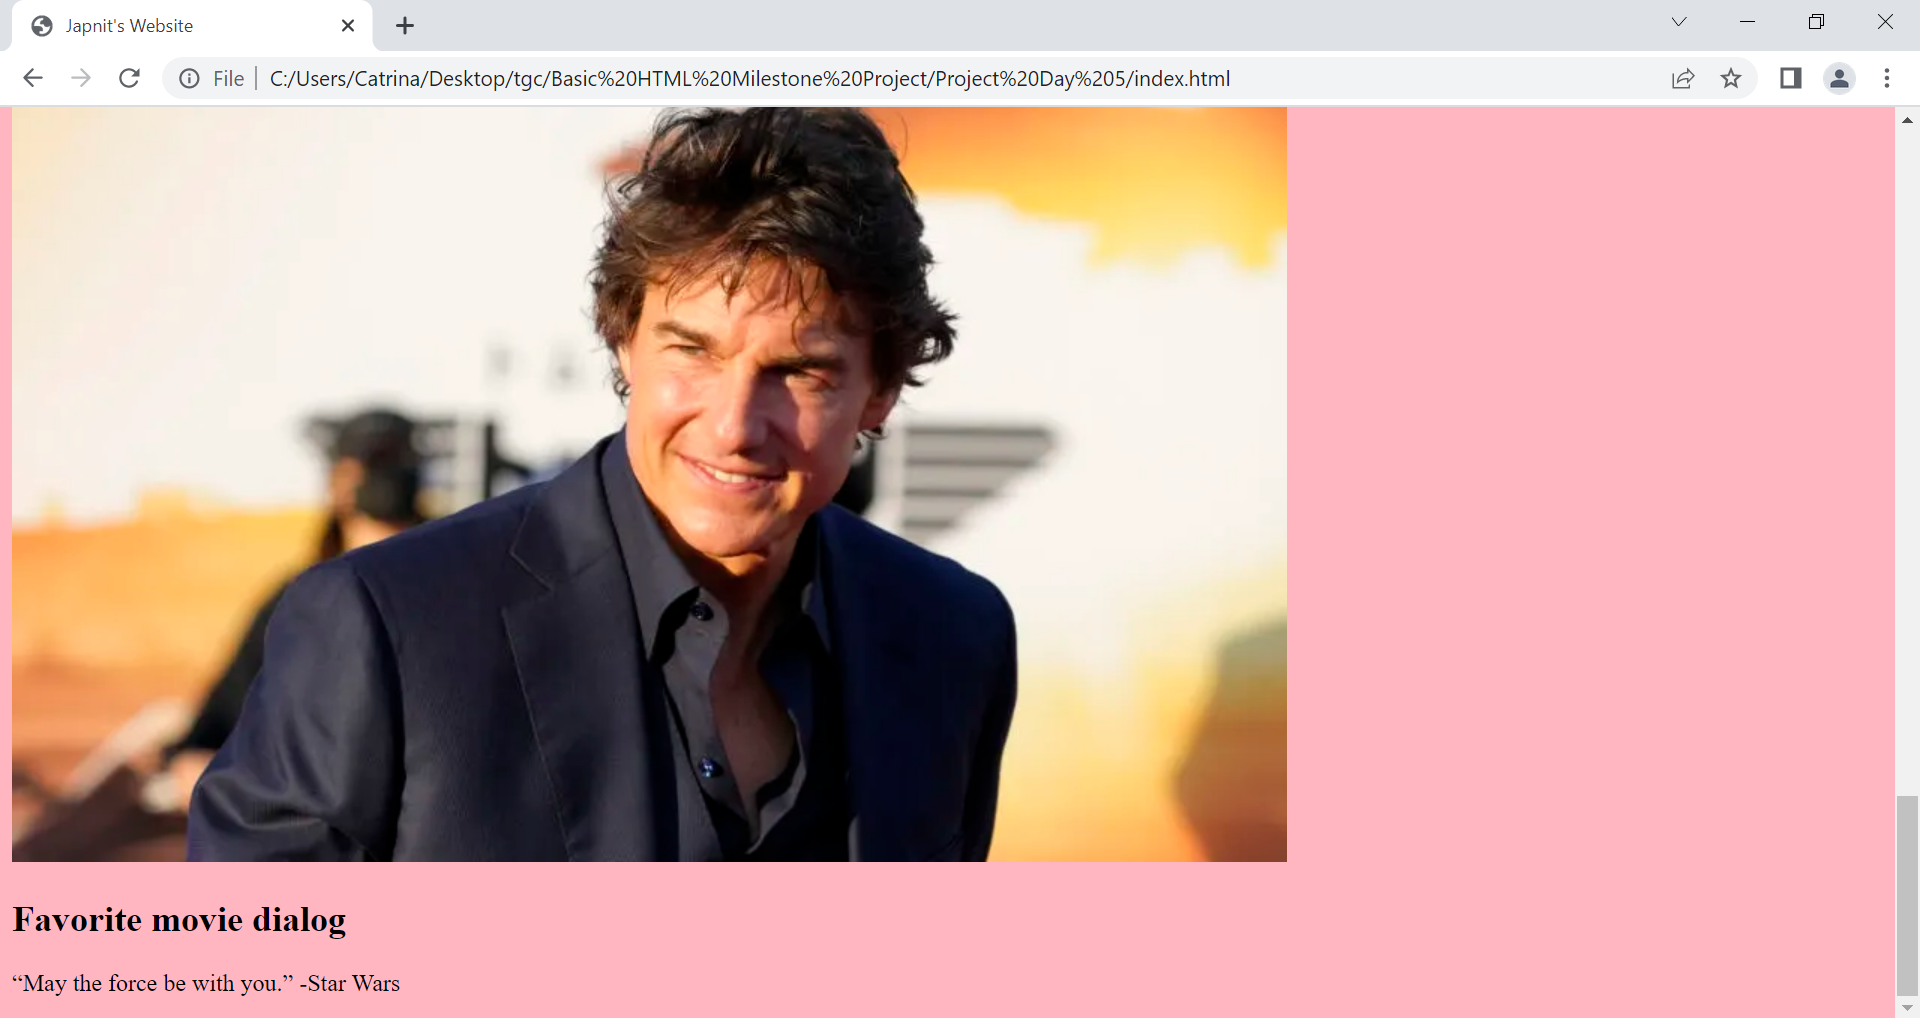 Japnit's Website
File
C:/Users/Catrina/Desktop/tgc/Basic%20HTML%20Milestone%20Project/Project%20Day%205/index.html
Favorite movie dialog
“May the force be with you.” -Star Wars